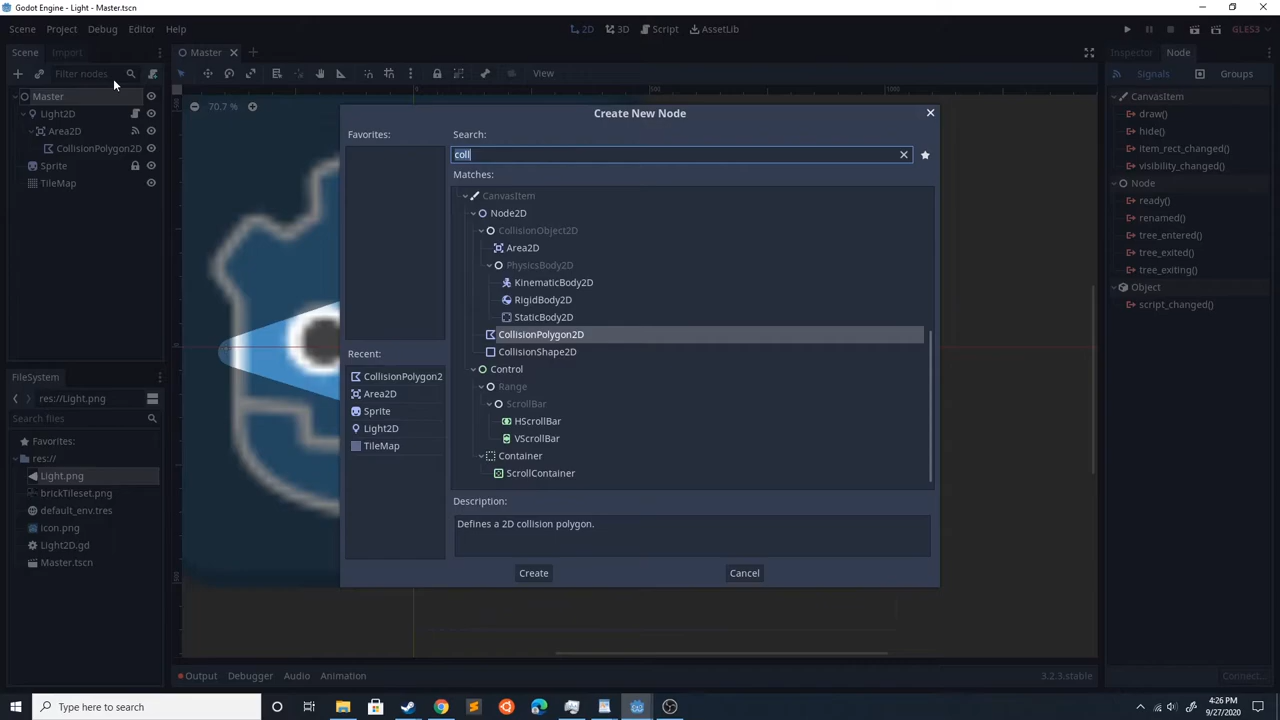 Godot Engine - Light - Master.tscn
Scene Project Debug Editor Help
2D 3D Script AssetLib
GLES3
Scene Import
Master
Inspector Node
Filter nodes
View
Signals Groups
Master
Light2D
Area2D
CollisionPolygon2D
Sprite
TileMap
70.7 %
500
1000
Create New Node
Favorites:
Search:
coll
Matches:
CanvasItem
Node2D
CollisionObject2D
Area2D
PhysicsBody2D
KinematicBody2D
RigidBody2D
StaticBody2D
CollisionPolygon2D
CollisionShape2D
Control
Range
ScrollBar
HScrollBar
VScrollBar
Container
ScrollContainer
Recent:
CollisionPolygon2
Area2D
Sprite
Light2D
TileMap
Description:
Defines a 2D collision polygon.
Create Cancel
CanvasItem
draw()
hide()
item_rect_changed()
visibility_changed()
Node
ready()
renamed()
tree_entered()
tree_exited()
tree_exiting()
Object
script_changed()
FileSystem
res://Light.png
Search files
Favorites:
res://
Light.png
brickTileset.png
default_env.tres
icon.png
Light2D.gd
Master.tscn
Output Debugger Audio Animation
3.2.3.stable
Connect...
Type here to search
4:26 PM
9/27/2020